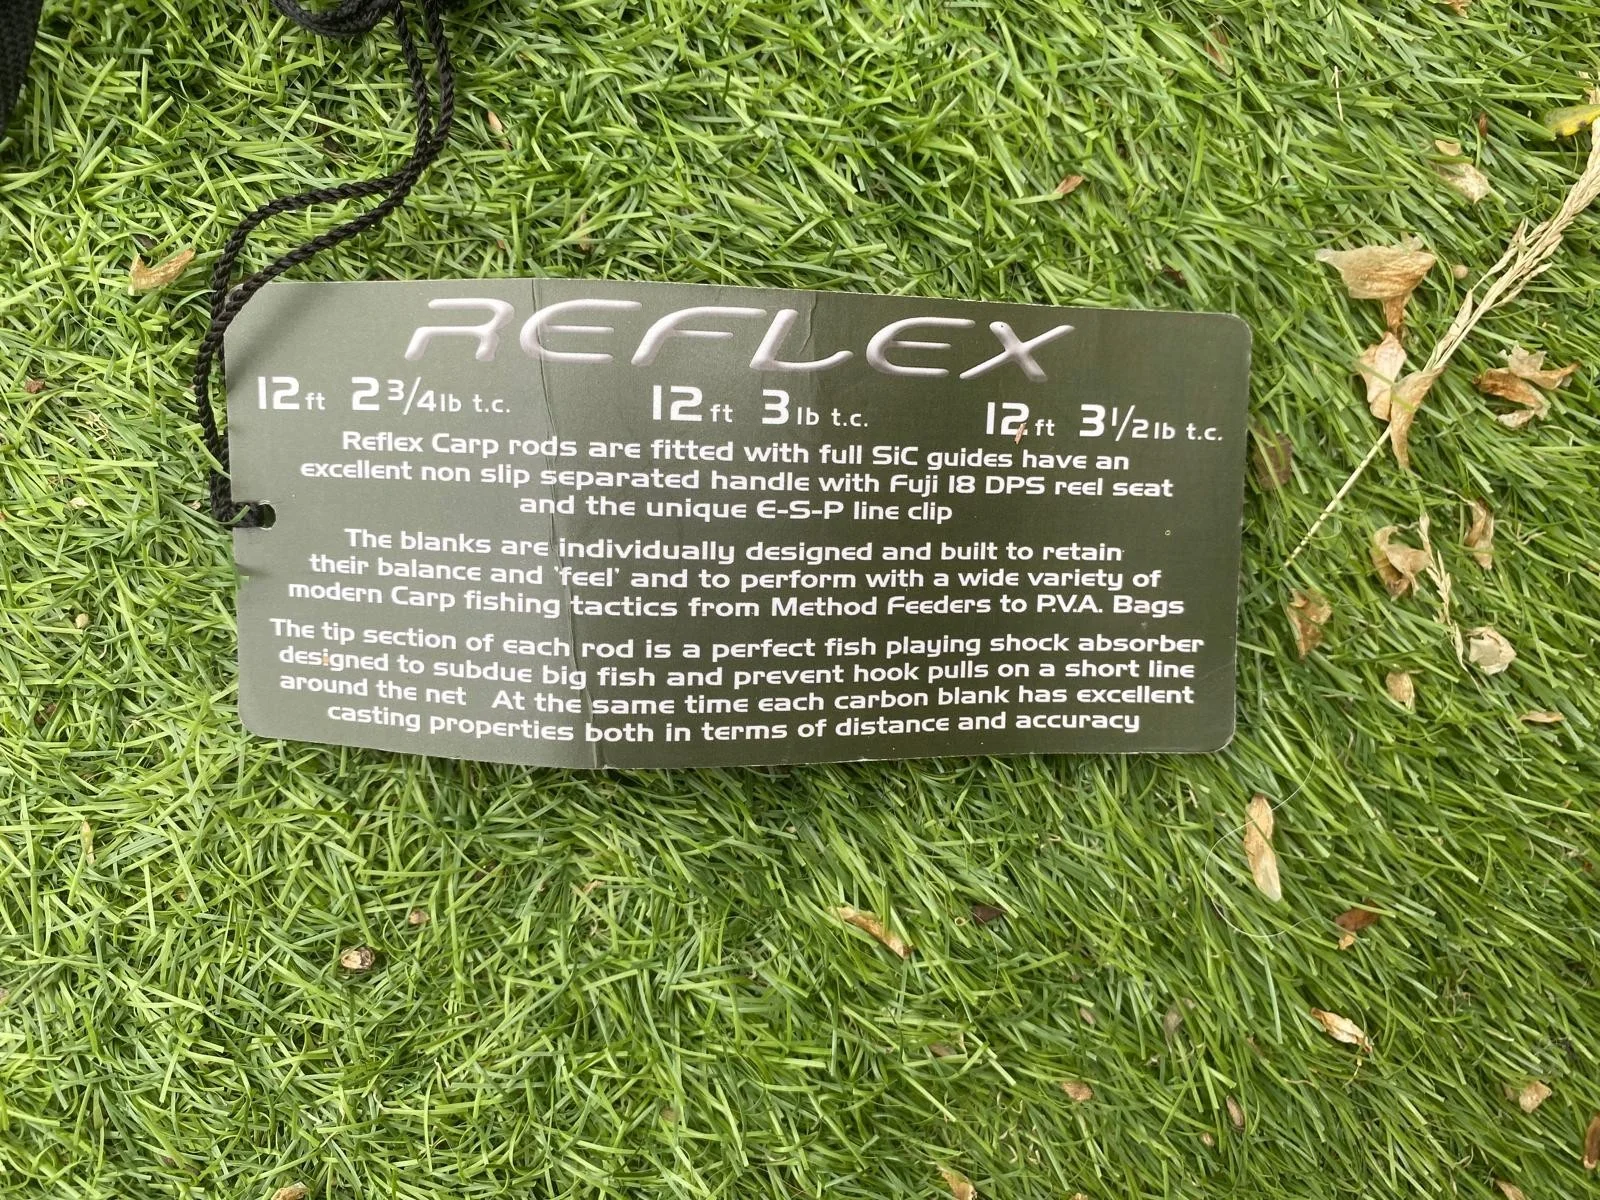 REFLEX
12ft 2 3/4lb t.c. 12ft 3lb t.c. 12ft 3 1/2lb t.c.
Reflex Carp rods are fitted with full SiC guides have an
excellent non slip separated handle with Fuji 18 DPS reel seat
and the unique E-S-P line clip
The blanks are individually designed and built to retain
their balance and 'feel' and to perform with a wide variety of
modern Carp fishing tactics from Method Feeders to P.V.A. Bags
The tip section of each rod is a perfect fish playing shock absorber
designed to subdue big fish and prevent hook pulls on a short line
around the net At the same time each carbon blank has excellent
casting properties both in terms of distance and accuracy